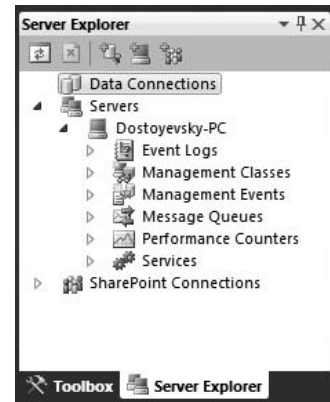 Server Explorer
Data Connections
Servers
Dostoyevsky-PC
Event Logs
Management Classes
Management Events
Message Queues
Performance Counters
Services
SharePoint Connections
Toolbox
Server Explorer